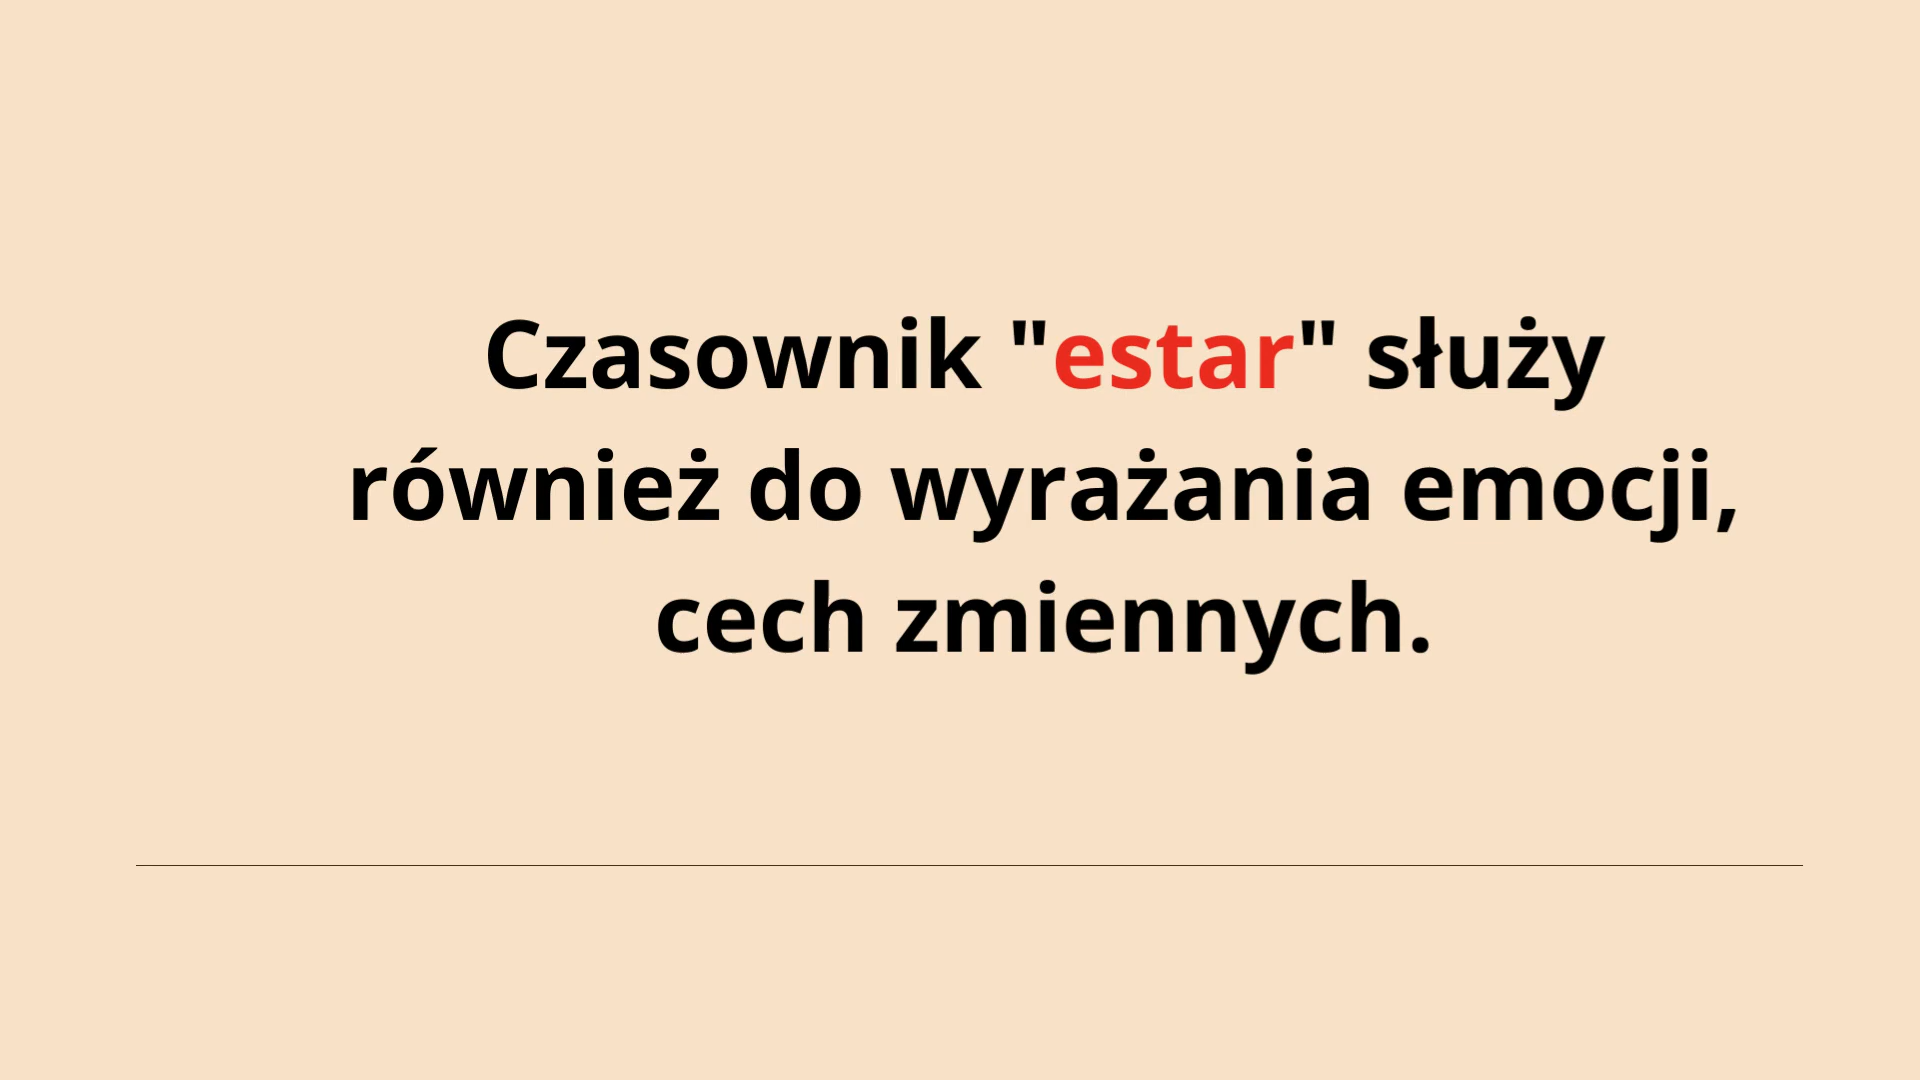 Czasownik "estar" służy
również do wyrażania emocji,
cech zmiennych.